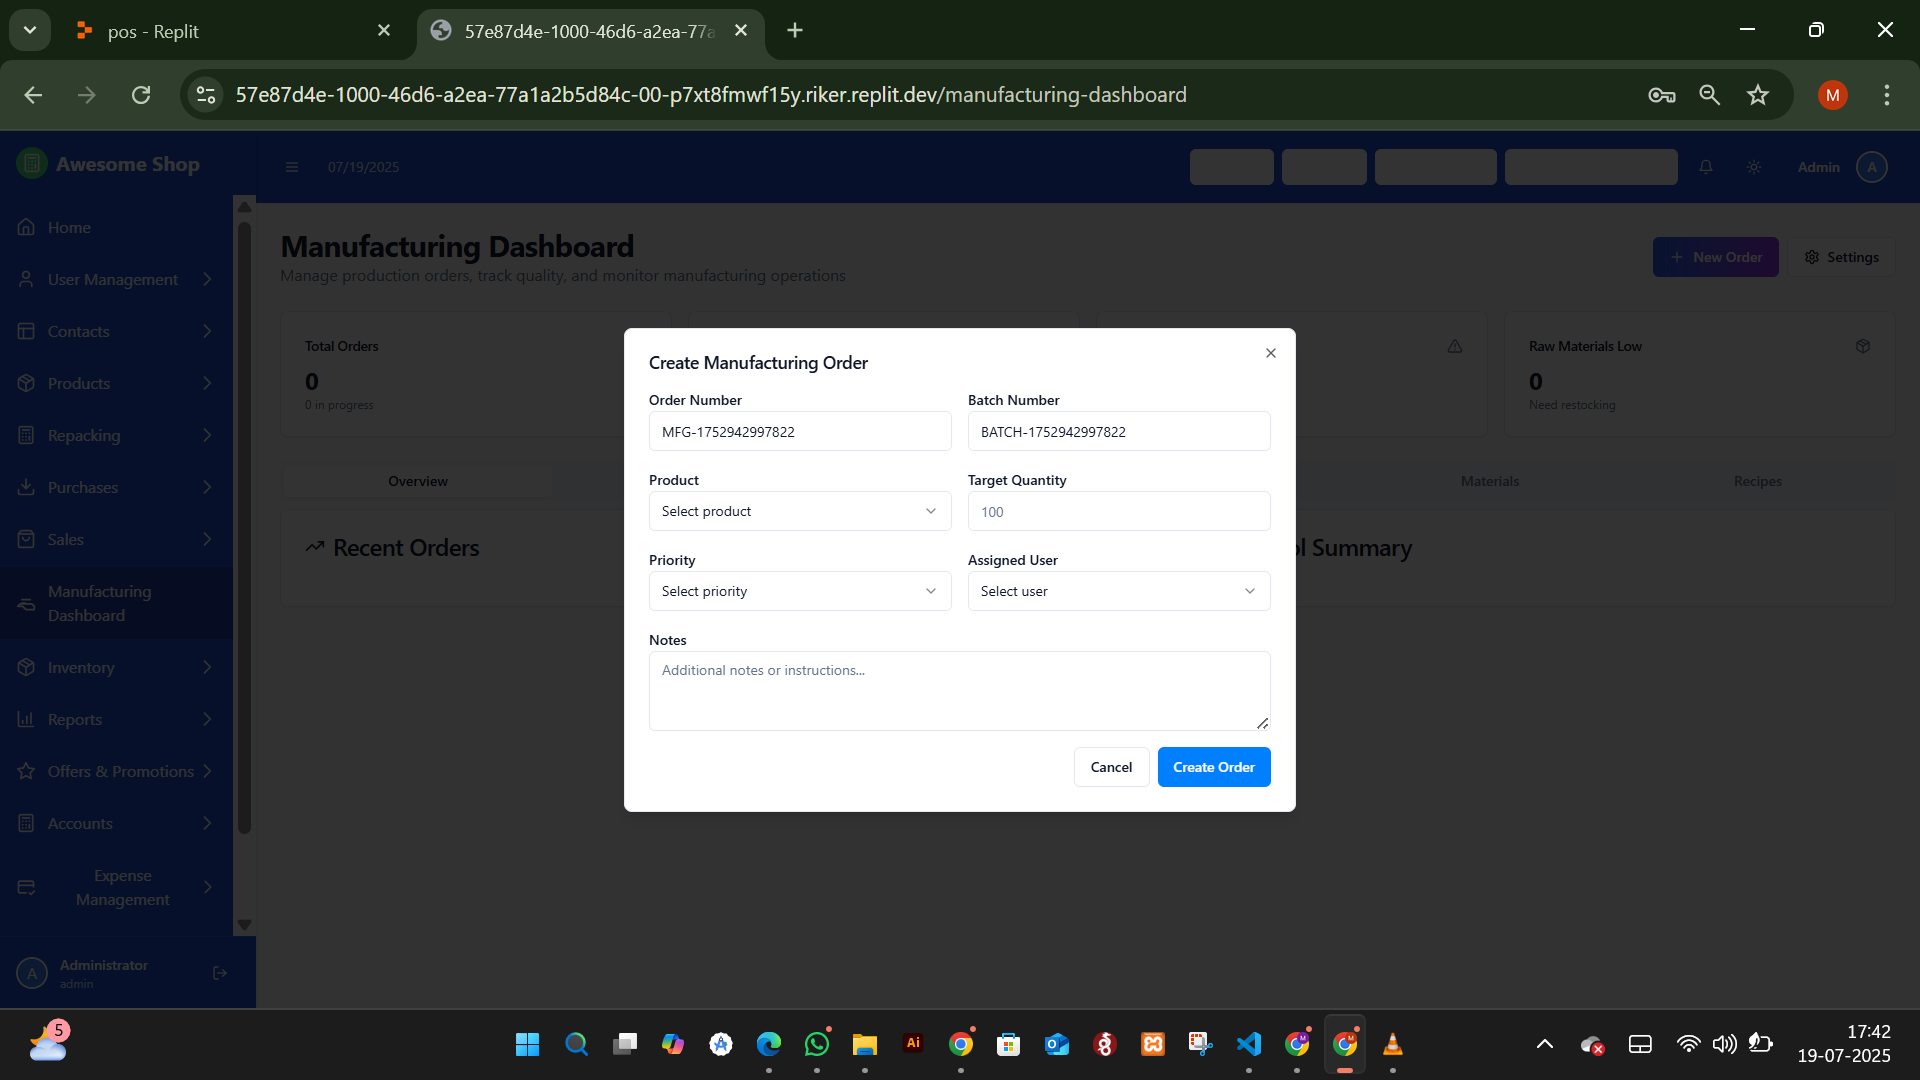 pos - Replit
57e87d4e-1000-46d6-a2ea-77a
57e87d4e-1000-46d6-a2ea-77a1a2b5d84c-00-p7xt8fmwf15y.riker.replit.dev/manufacturing-dashboard
M
Awesome Shop
07/19/2025
Admin
A
Home
User Management
Contacts
Products
Repacking
Purchases
Sales
Manufacturing
Dashboard
Inventory
Reports
Offers & Promotions
Accounts
Expense
Management
A
Administrator
admin
Manufacturing Dashboard
Manage production orders, track quality, and monitor manufacturing operations
New Order
Settings
Total Orders
0
0 in progress
Raw Materials Low
0
Need restocking
Overview
Materials
Recipes
Recent Orders
ol Summary
Create Manufacturing Order
Order Number
Batch Number
MFG-1752942997822
BATCH-1752942997822
Product
Target Quantity
Select product
100
Priority
Assigned User
Select priority
Select user
Notes
Additional notes or instructions...
Cancel
Create Order
5
Ai
17:42
19-07-2025